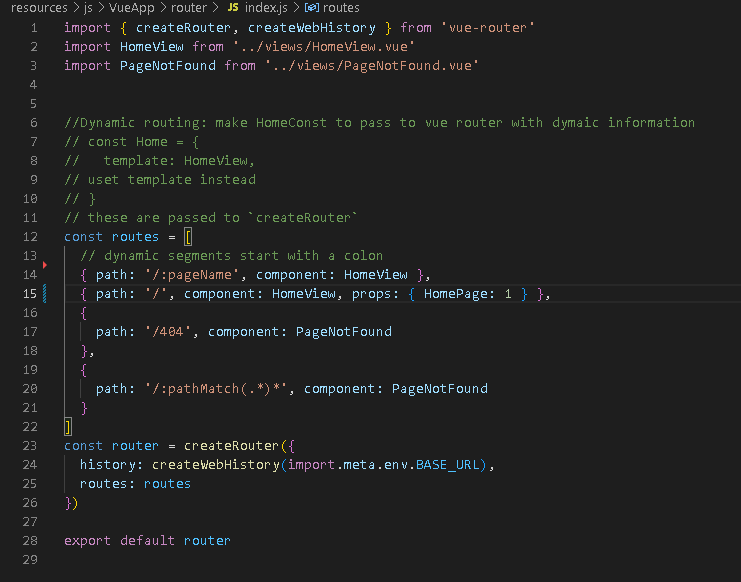 resources > js > VueApp > router > JS index.js > routes
1 import { createRouter, createWebHistory } from 'vue-router'
2 import HomeView from '../views/HomeView.vue'
3 import PageNotFound from '../views/PageNotFound.vue'
4
5
6 //Dynamic routing: make HomeConst to pass to vue router with dymaic information
7 // const Home = {
8 //   template: HomeView,
9 // uset template instead
10 // }
11 // these are passed to `createRouter`
12 const routes = [
13   // dynamic segments start with a colon
14   { path: '/:pageName', component: HomeView },
15   { path: '/', component: HomeView, props: { HomePage: 1 } },
16   {
17     path: '/404', component: PageNotFound
18   },
19   {
20     path: '/:pathMatch(.*)*', component: PageNotFound
21   }
22 ]
23 const router = createRouter({
24   history: createWebHistory(import.meta.env.BASE_URL),
25   routes: routes
26 })
27
28 export default router
29